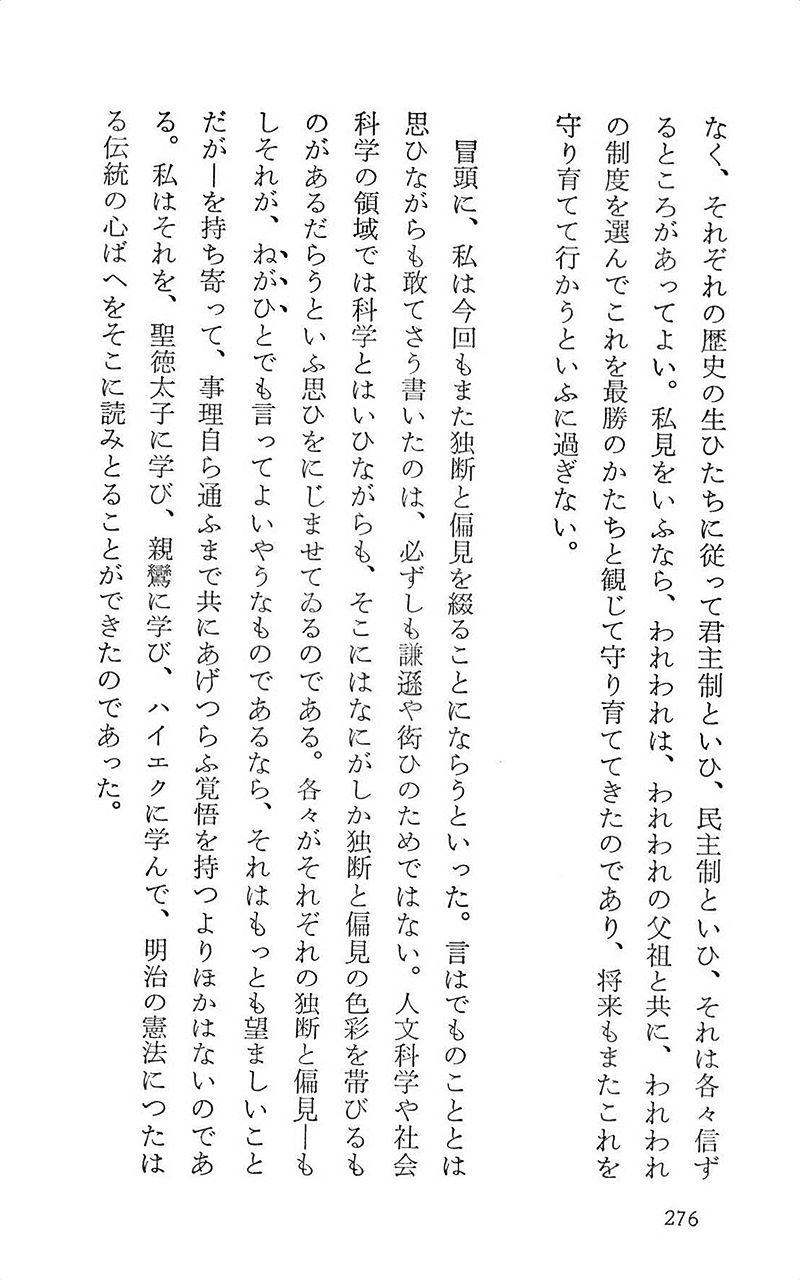 なく、それぞれの歴史の生ひたちに従って君主制といひ、民主制といひ、それは各々信ず
るところがあってよい。私見をいふなら、われわれは、われわれの父祖と共に、われわれ
の制度を選んでこれを最勝のかたちと観じて守り育ててきたのであり、将来もまたこれを
守り育てて行かうといふに過ぎない。
冒頭に、私は今回もまた独断と偏見を綴ることにならうといった。言はでものこととは
思ひながらも敢てさう書いたのは、必ずしも謙遜や衒ひのためではない。人文科学や社会
科学の領域では科学とはいひながらも、そこにはなにがしか独断と偏見の色彩を帯びるも
のがあるだらうといふ思ひをにじませてゐるのである。各々がそれぞれの独断と偏見―も
しそれが、ねがひとでも言ってよいやうなものであるなら、それはもっとも望ましいこと
だが―を持ち寄って、事理自ら通ふまで共にあげつらふ覚悟を持つよりほかはないのであ
る。私はそれを、聖徳太子に学び、親鸞に学び、ハイエクに学んで、明治の憲法につたは
る伝統の心ばへをそこに読みとることができたのであった。
276